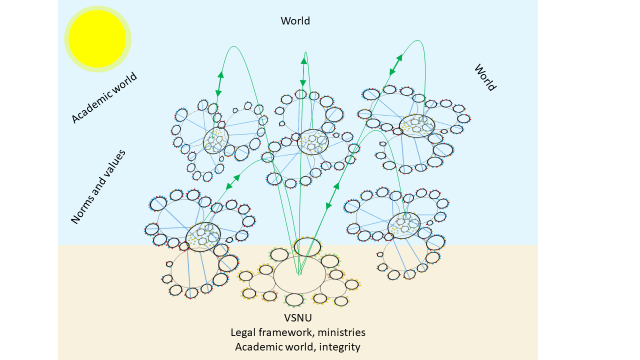 World
Academic world
World
Norms and values
VSNU
Legal framework, ministries
Academic world, integrity